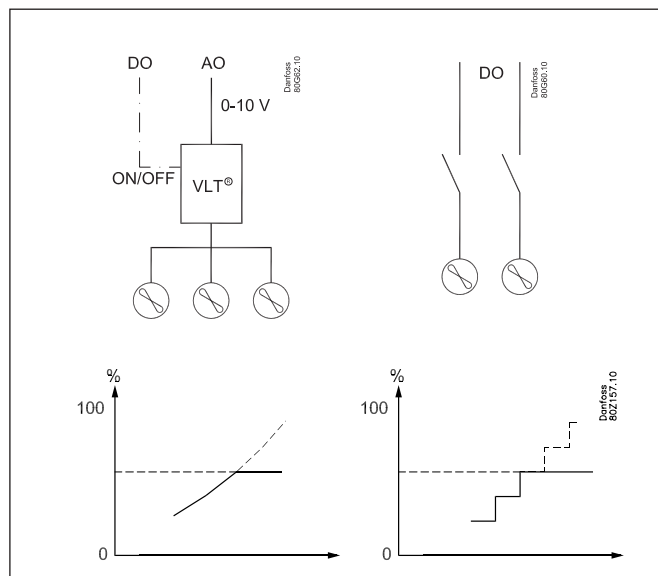 DO
AO
Danfoss
80G62.10
0-10 V
ON/OFF
VLT®
DO
Danfoss
80G60.10
%
100
0
%
100
0
Danfoss
80Z157.10